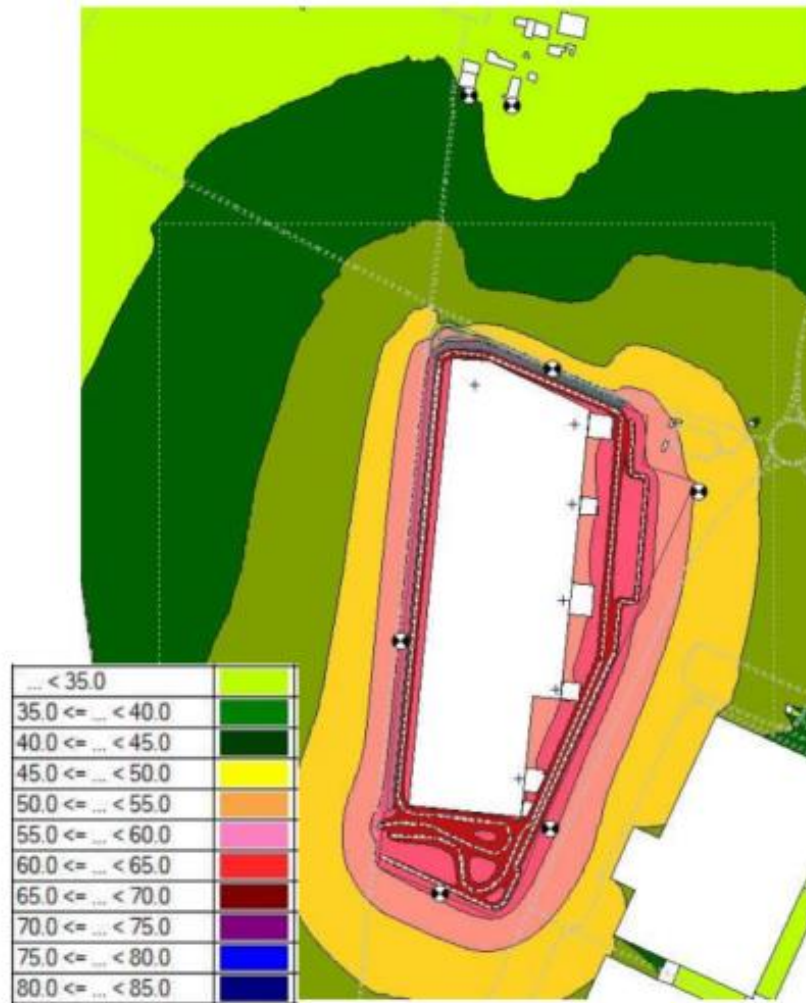 ... < 35.0
35.0 <= ... < 40.0
40.0 <= ... < 45.0
45.0 <= ... < 50.0
50.0 <= ... < 55.0
55.0 <= ... < 60.0
60.0 <= ... < 65.0
65.0 <= ... < 70.0
70.0 <= ... < 75.0
75.0 <= ... < 80.0
80.0 <= ... < 85.0